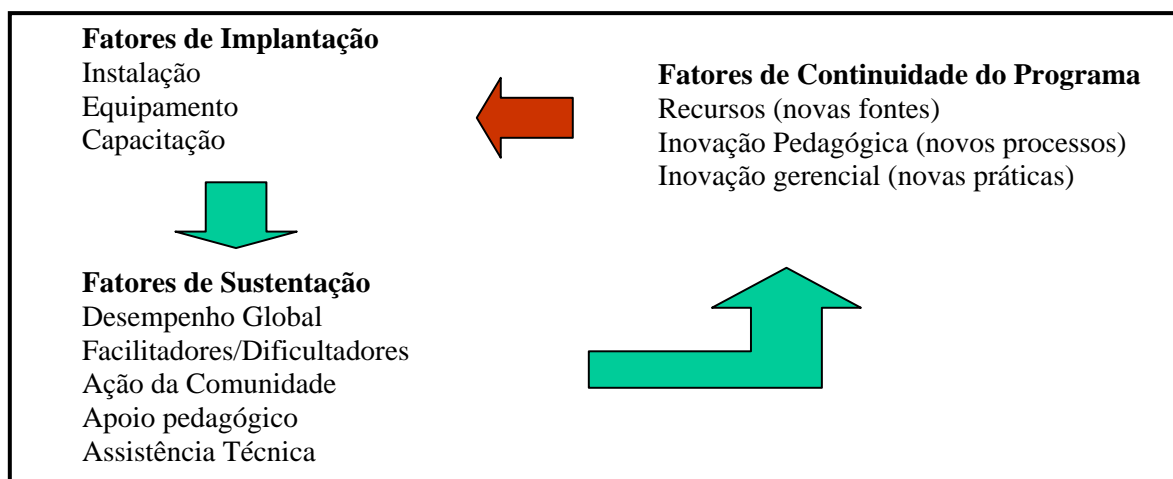 Fatores de Implantação
Instalação
Equipamento
Capacitação
Fatores de Continuidade do Programa
Recursos (novas fontes)
Inovação Pedagógica (novos processos)
Inovação gerencial (novas práticas)
Fatores de Sustentação
Desempenho Global
Facilitadores/Dificultadores
Ação da Comunidade
Apoio pedagógico
Assistência Técnica